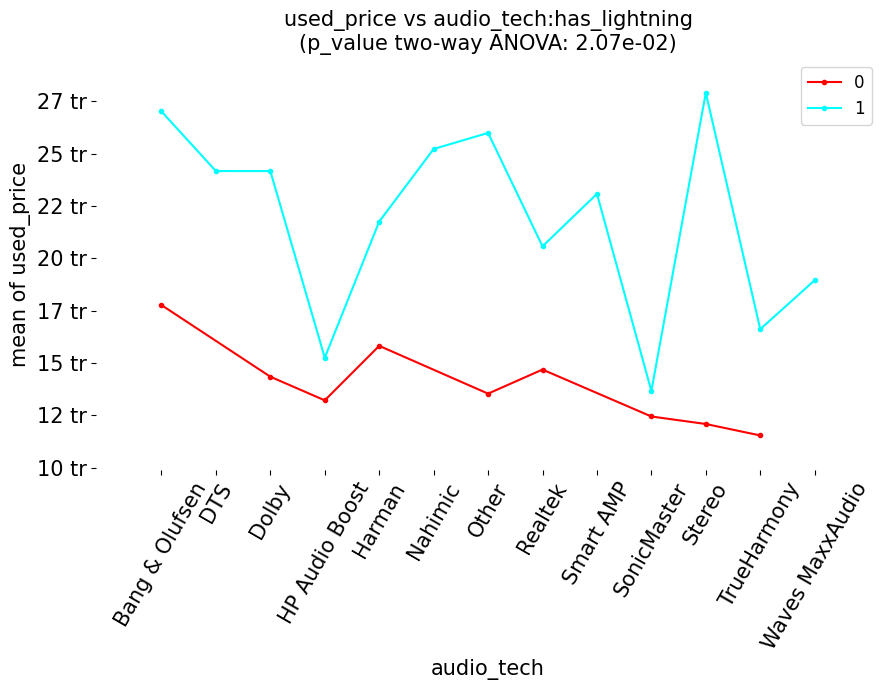 used_price vs audio_tech:has_lightning
(p_value two-way ANOVA: 2.07e-02)
0
1
27 tr
25 tr
22 tr
20 tr
17 tr
15 tr
12 tr
10 tr
mean of used_price
Bang & Olufsen
DTS
Dolby
HP Audio Boost
Harman
Nahimic
Other
Realtek
Smart AMP
SonicMaster
Stereo
TrueHarmony
Waves MaxxAudio
audio_tech